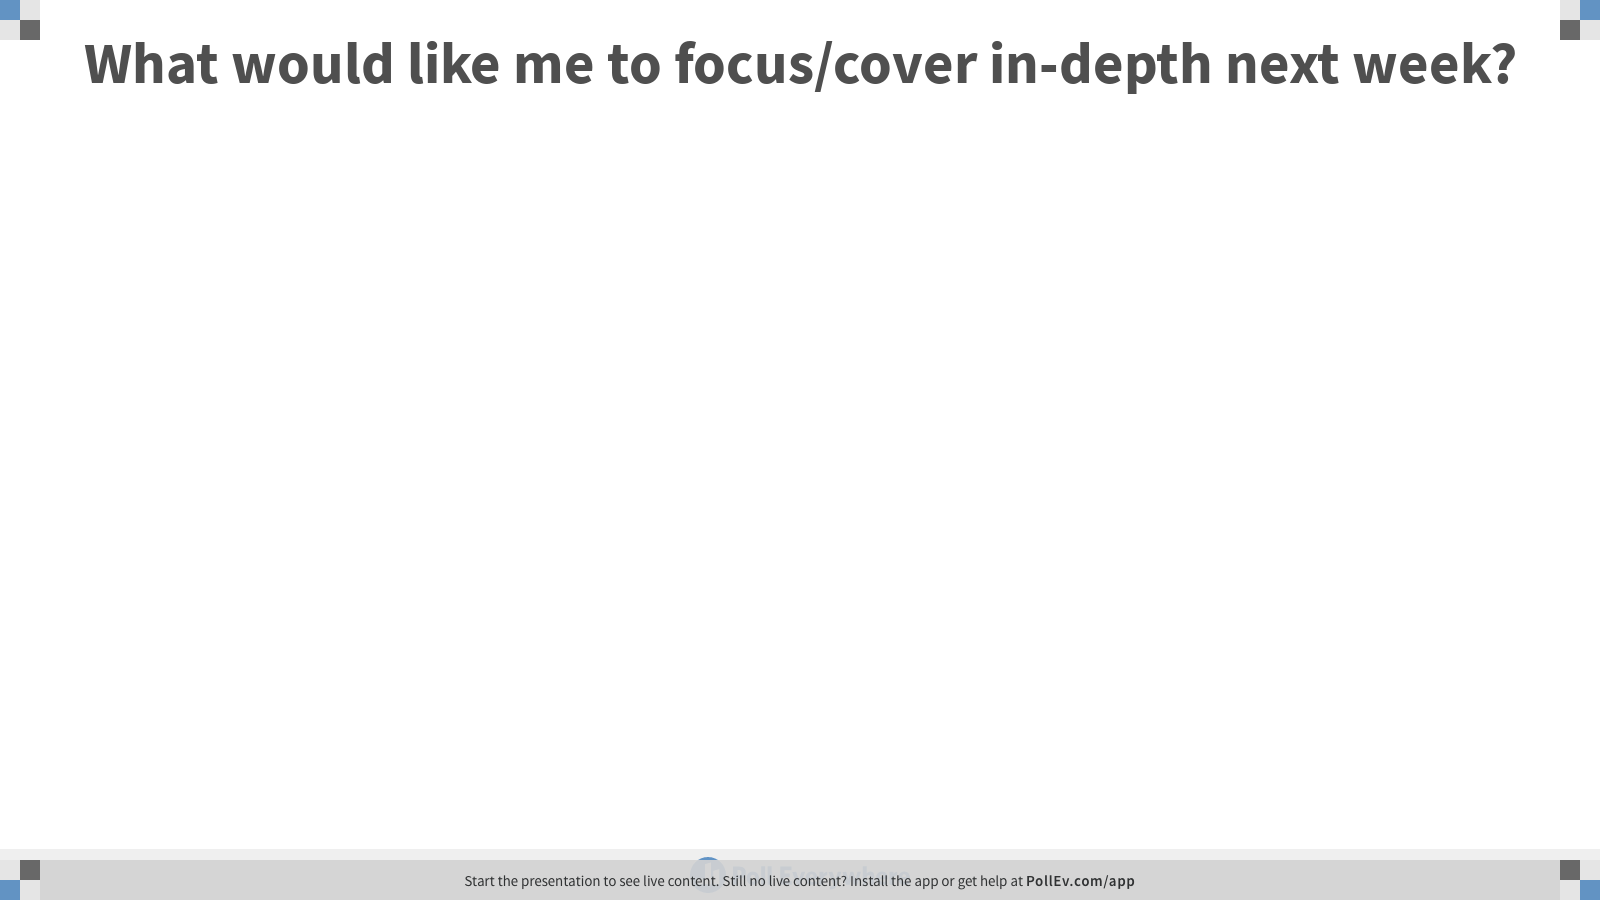 What would like me to focus/cover in-depth next week?
Start the presentation to see live content. Still no live content? Install the app or get help at PollEv.com/app